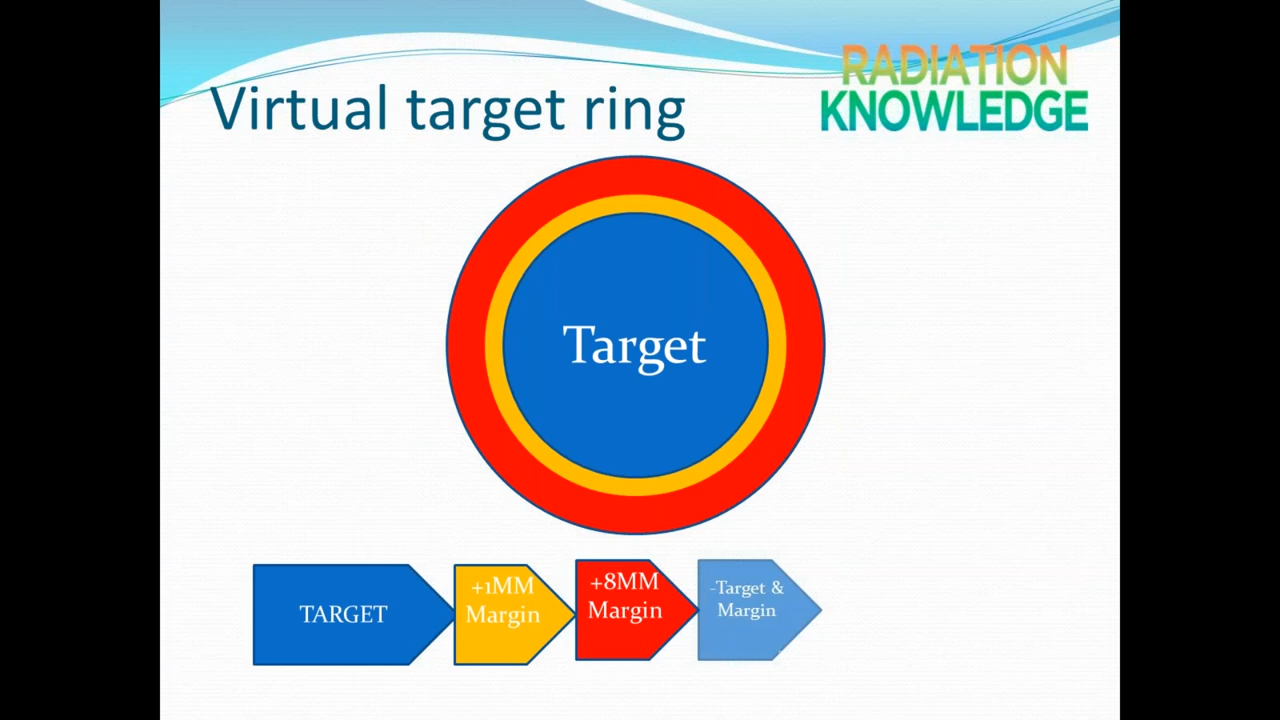 RADIATION
KNOWLEDGE
Virtual target ring
Target
TARGET
+1MM
Margin
+8MM
Margin
-Target &
Margin